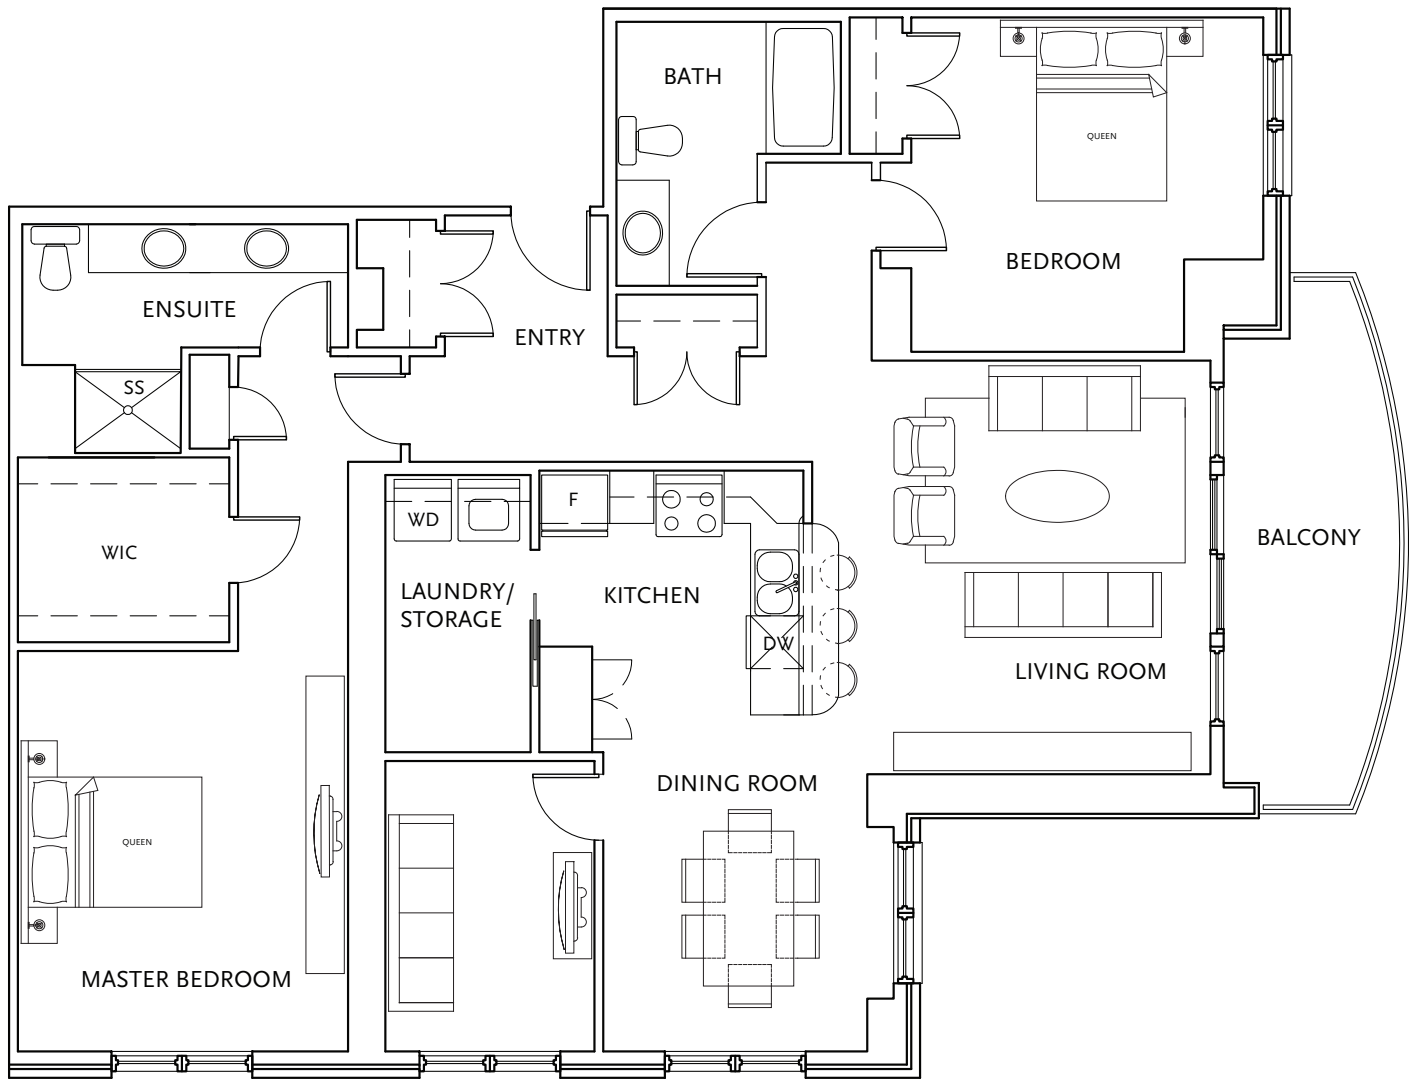 BATH
QUEEN
BEDROOM
ENSUITE
ENTRY
SS
F
WD
WIC
BALCONY
LAUNDRY/
STORAGE
KITCHEN
DW
LIVING ROOM
DINING ROOM
QUEEN
MASTER BEDROOM